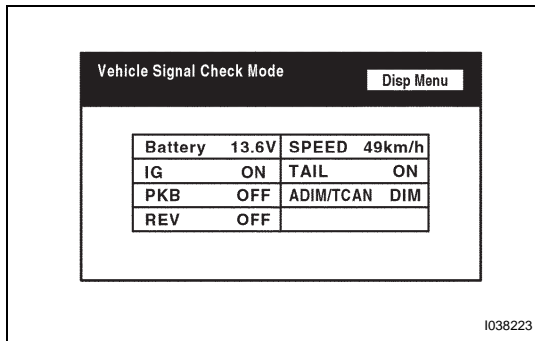 Vehicle Signal Check Mode
Disp Menu
Battery 13.6V SPEED 49km/h
IG ON TAIL ON
PKB OFF ADIM/TCAN DIM
REV OFF
I038223